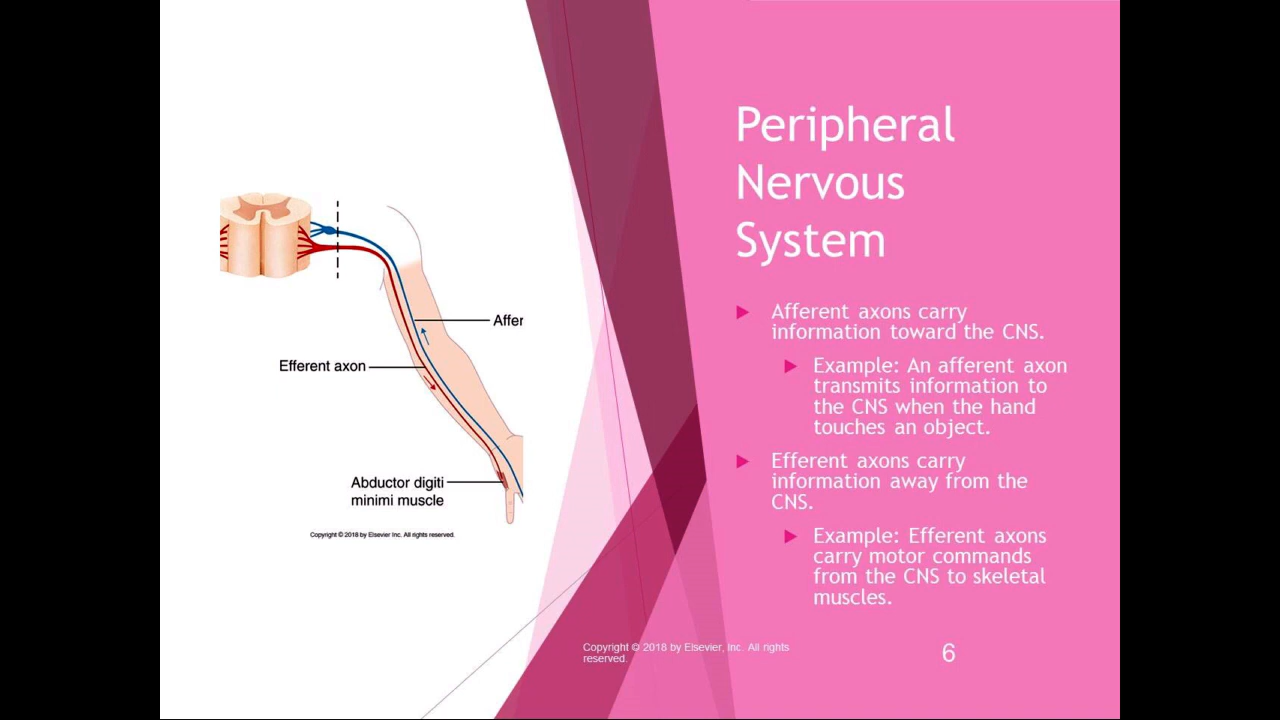 Peripheral
Nervous
System
Affer
Efferent axon
Abductor digiti
minimi muscle
Copyright © 2018 by Elsevier Inc. All rights reserved.
Afferent axons carry
information toward the CNS.
Example: An afferent axon
transmits information to
the CNS when the hand
touches an object.
Efferent axons carry
information away from the
CNS.
Example: Efferent axons
carry motor commands
from the CNS to skeletal
muscles.
Copyright © 2018 by Elsevier, Inc. All rights
reserved.
6